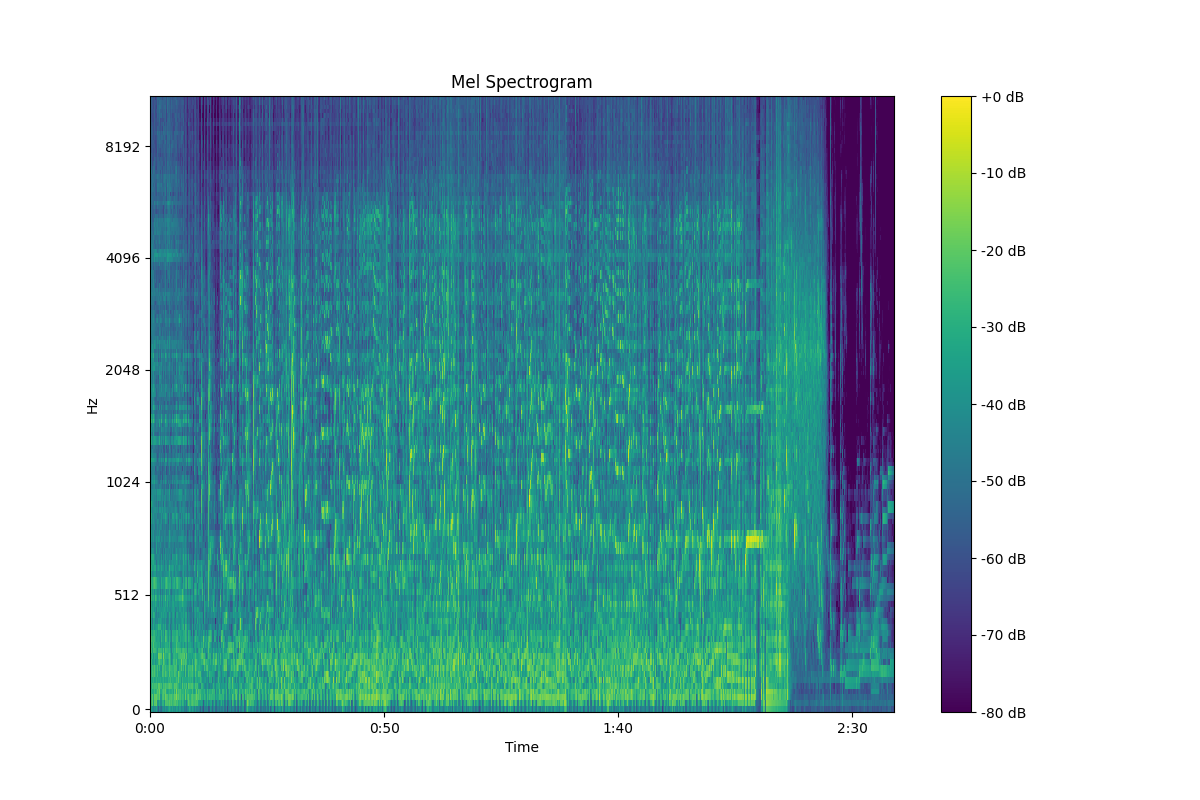 Mel Spectrogram
8192
4096
2048
1024
512
0
Hz
0:00
0:50
1:40
2:30
Time
+0 dB
-10 dB
-20 dB
-30 dB
-40 dB
-50 dB
-60 dB
-70 dB
-80 dB